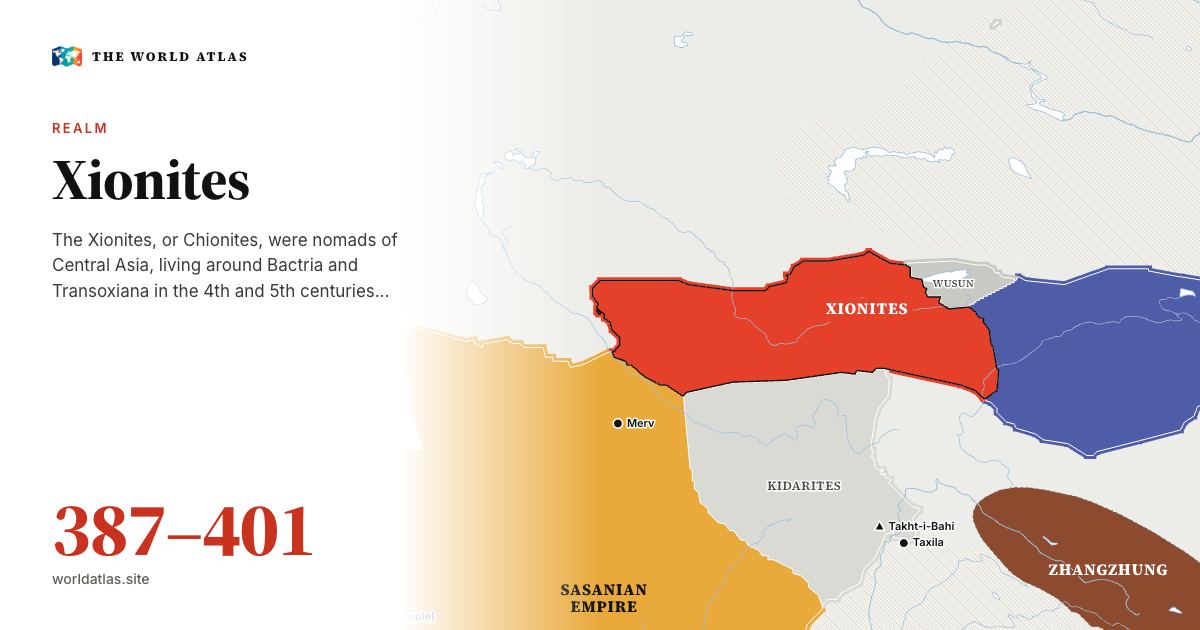 THE WORLD ATLAS
REALM
Xionites
The Xionites, or Chionites, were nomads of
Central Asia, living around Bactria and
Transoxiana in the 4th and 5th centuries...
387–401
worldatlas.site
WUSUN
XIONITES
Merv
KIDARITES
Takht-i-Bahi
Taxila
ZHANGZHUNG
SASANIAN
EMPIRE